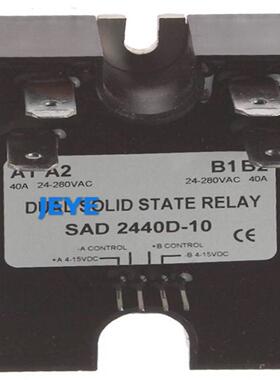 A1 A2 B1 B2
40A 24-280VAC 24-280VAC 40A
JEYE
DUAL SOLID STATE RELAY
SAD 2440D-10
-A CONTROL +B CONTROL
+A 4-15VDC -B 4-15VDC
CE